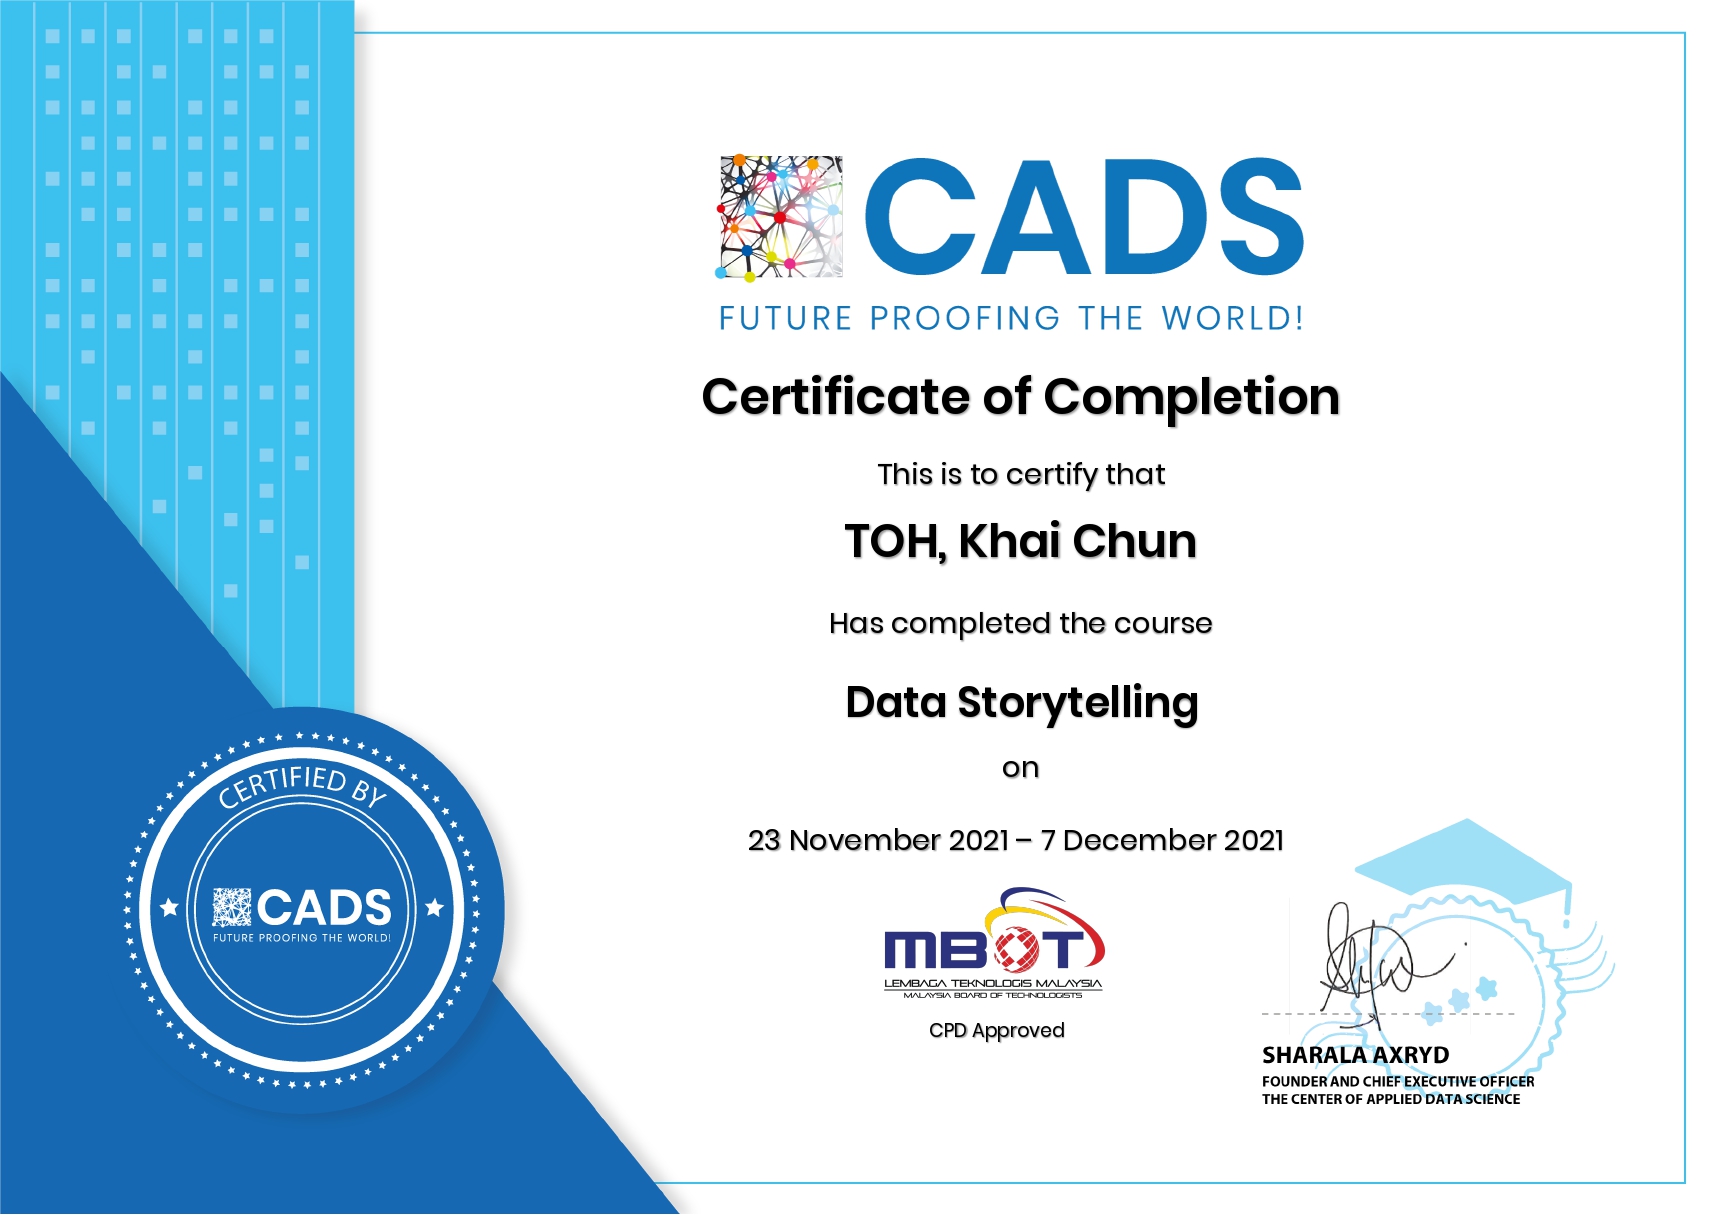 CADS
FUTURE PROOFING THE WORLD!
Certificate of Completion
This is to certify that
TOH, Khai Chun
Has completed the course
Data Storytelling
on
23 November 2021 – 7 December 2021
CERTIFIED BY
CADS
FUTURE PROOFING THE WORLD!
MBOT
LEMBAGA TEKNOLOGIS MALAYSIA
MALAYSIA BOARD OF TECHNOLOGISTS
CPD Approved
SHARALA AXRYD
FOUNDER AND CHIEF EXECUTIVE OFFICER
THE CENTER OF APPLIED DATA SCIENCE